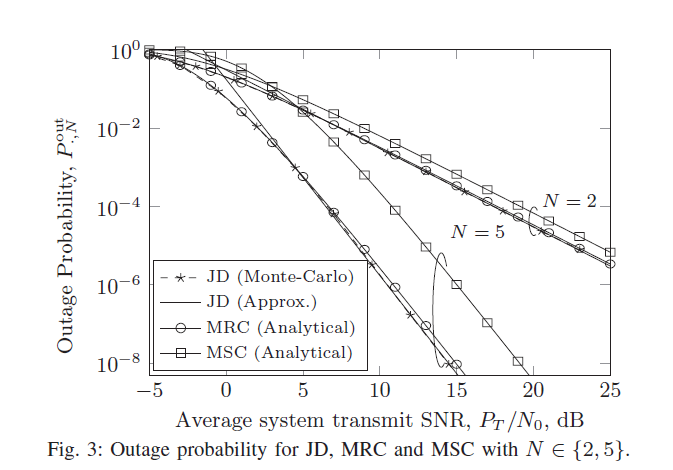 10^0
10^−2
10^−4
10^−6
10^−8
Outage Probability, P^out_{·,N}
N = 2
N = 5
JD (Monte-Carlo)
JD (Approx.)
MRC (Analytical)
MSC (Analytical)
−5 0 5 10 15 20 25
Average system transmit SNR, P_T/N_0, dB
Fig. 3: Outage probability for JD, MRC and MSC with N ∈ {2, 5}.